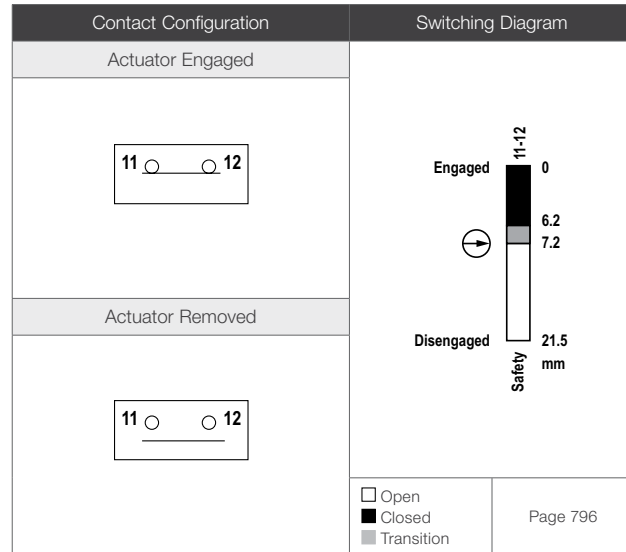 Contact Configuration
Actuator Engaged
11 12
Actuator Removed
11 12
Switching Diagram
11-12
Engaged 0
6.2
7.2
Disengaged 21.5
mm
Safety
Open
Closed
Transition
Page 796